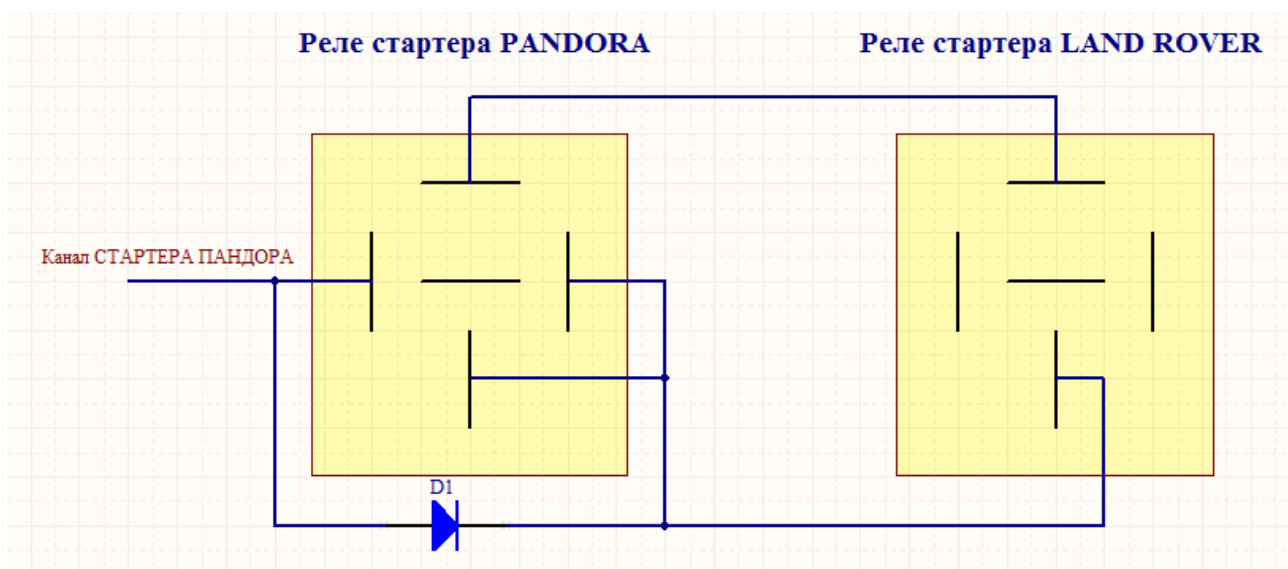 Реле стартера PANDORA
Реле стартера LAND ROVER
Канал СТАРТЕРА ПАНДОРА
D1